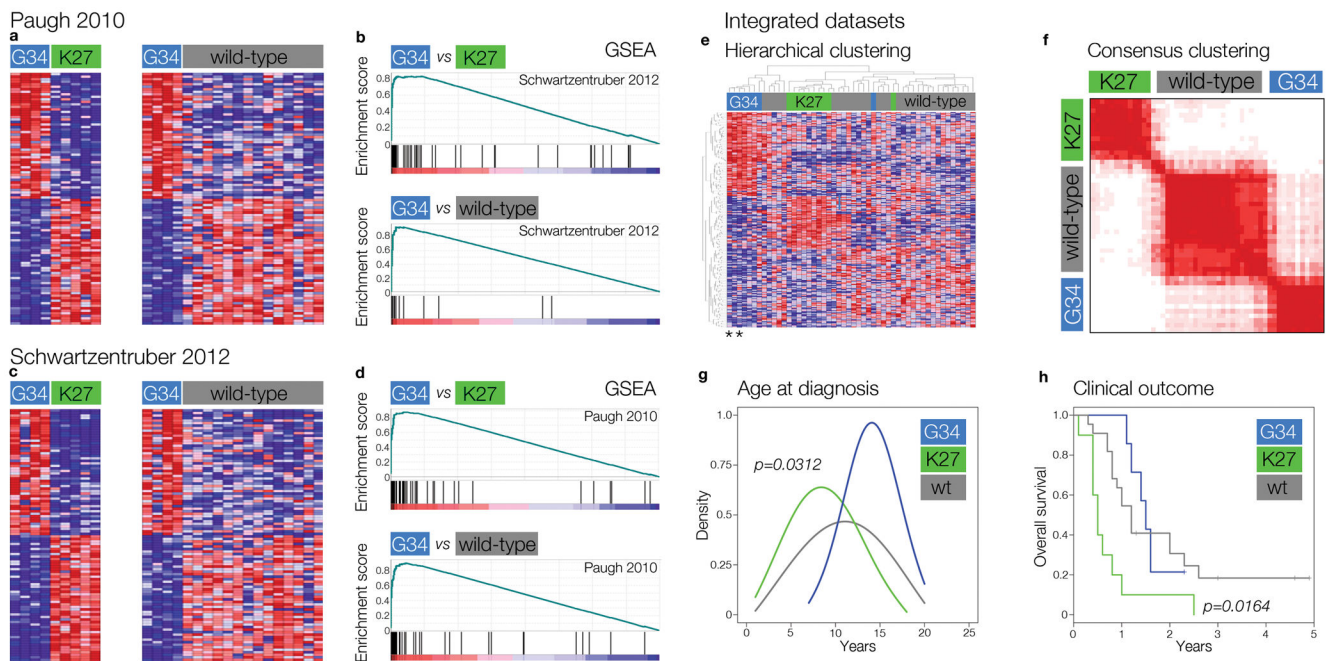 Paugh 2010
a
G34 K27 wild-type
b
G34 vs K27 GSEA
Schwartzentruber 2012
Enrichment score
0.8
0.6
0.4
0.2
0
G34 vs wild-type
Schwartzentruber 2012
Enrichment score
0.8
0.6
0.4
0.2
0
Schwartzentruber 2012
c
G34 K27 wild-type
d
G34 vs K27 GSEA
Paugh 2010
Enrichment score
0.8
0.6
0.4
0.2
0
G34 vs wild-type
Paugh 2010
Enrichment score
0.8
0.6
0.4
0.2
0
Integrated datasets
e Hierarchical clustering
G34 K27 wild-type
**
f Consensus clustering
K27 wild-type G34
K27
wild-type
G34
g Age at diagnosis
G34
K27
wt
p=0.0312
Density
1.0
0.75
0.5
0.25
0
0 5 10 15 20 25
Years
h Clinical outcome
G34
K27
wt
p=0.0164
Overall survival
1.0
0.8
0.6
0.4
0.2
0
0 1 2 3 4 5
Years